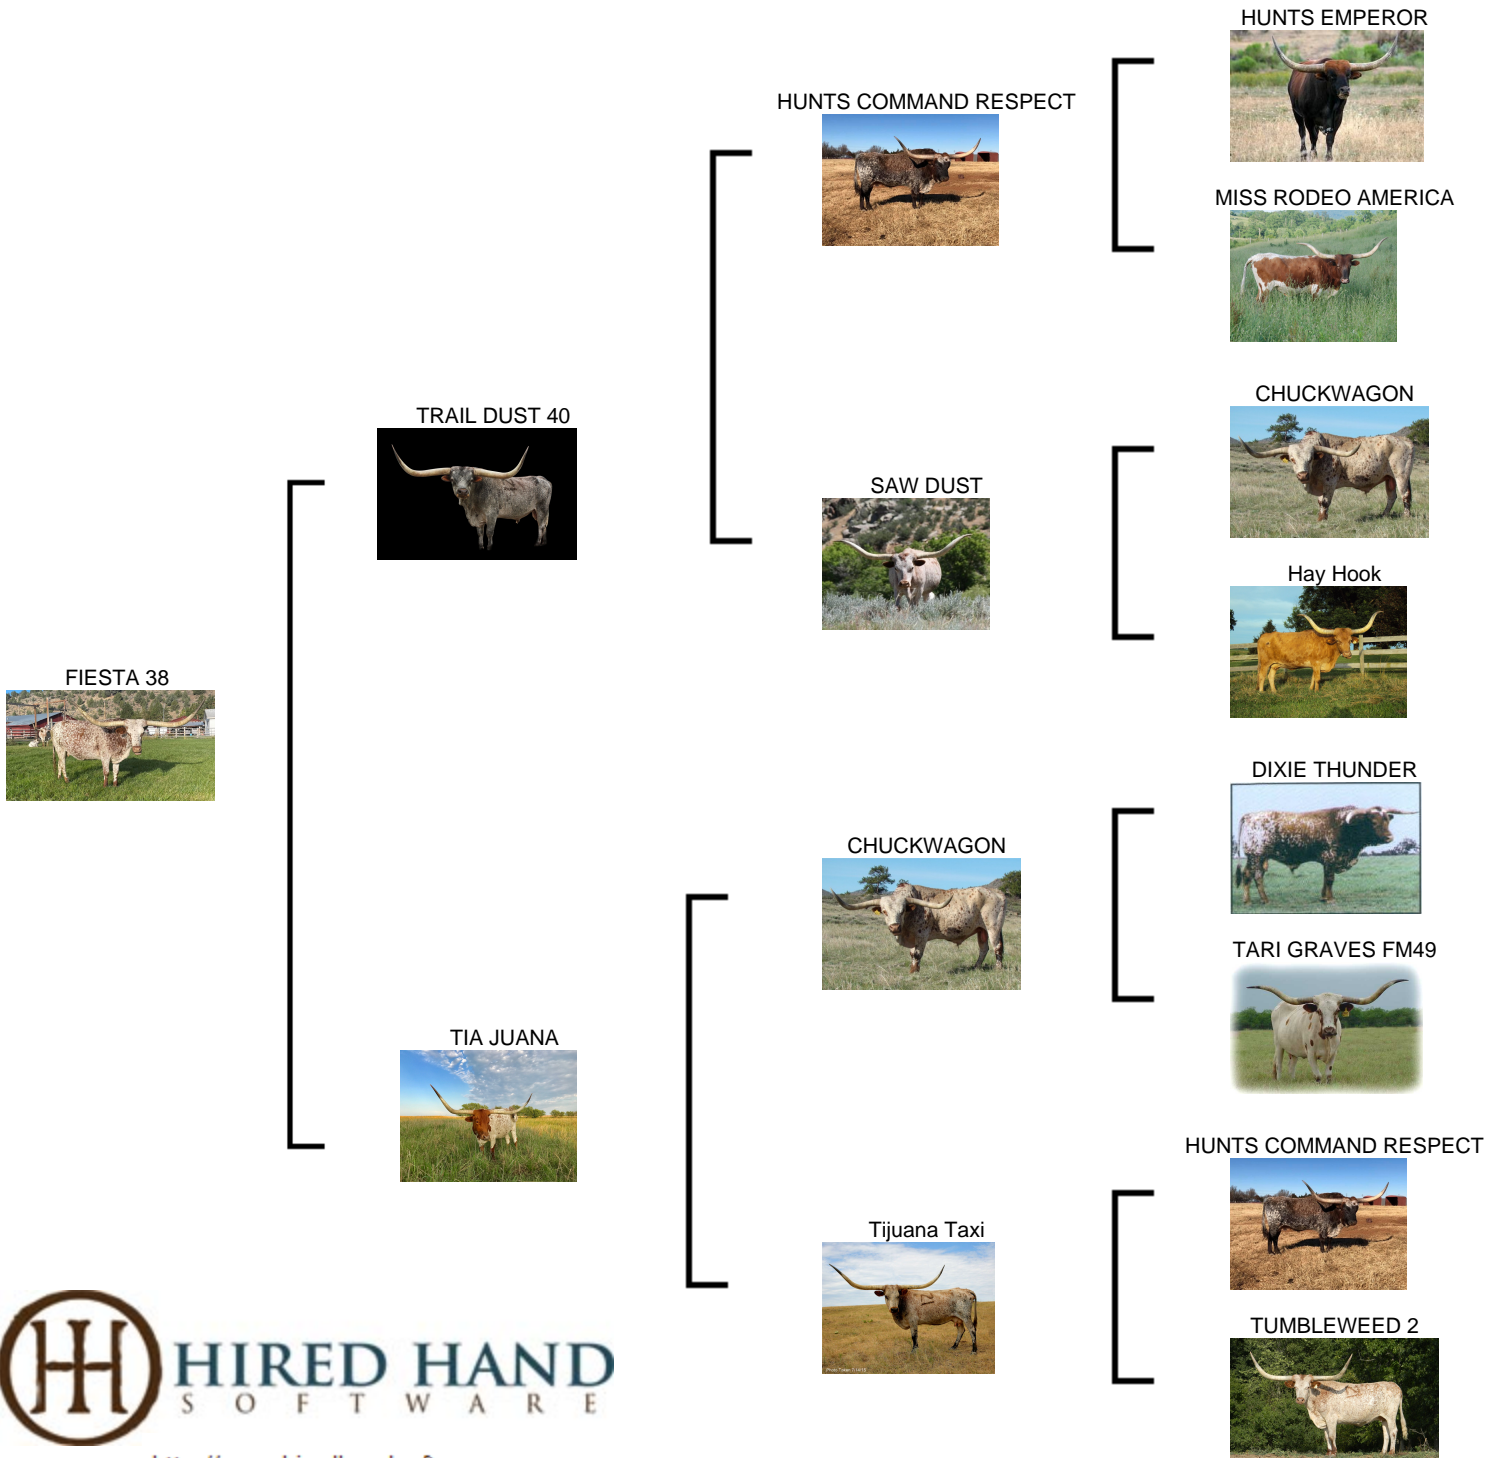 HUNTS EMPEROR
HUNTS COMMAND RESPECT
MISS RODEO AMERICA
CHUCKWAGON
TRAIL DUST 40
SAW DUST
Hay Hook
FIESTA 38
DIXIE THUNDER
CHUCKWAGON
TARI GRAVES FM49
TIA JUANA
HUNTS COMMAND RESPECT
Tijuana Taxi
TUMBLEWEED 2
HIRED HAND
SOFTWARE